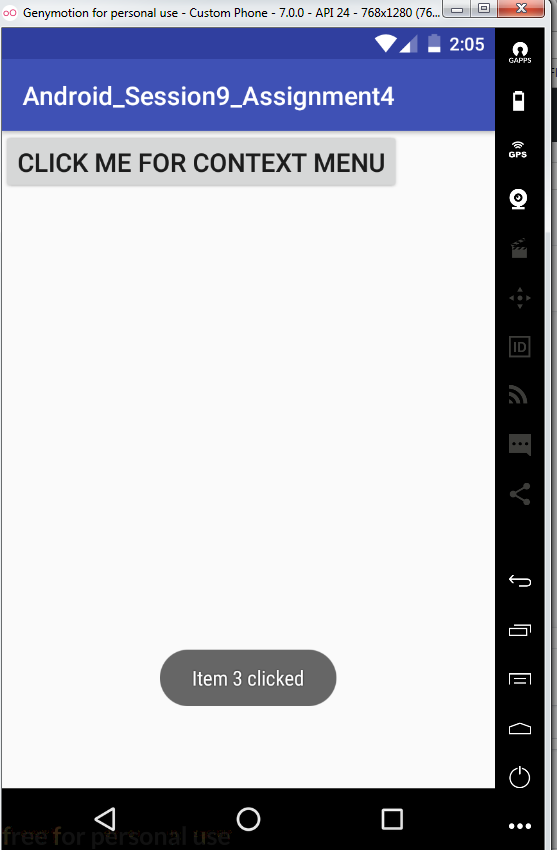 Genymotion for personal use - Custom Phone - 7.0.0 - API 24 - 768x1280 (76...
2:05
GAPPS
Android_Session9_Assignment4
GPS
CLICK ME FOR CONTEXT MENU
ID
Item 3 clicked
free for personal use